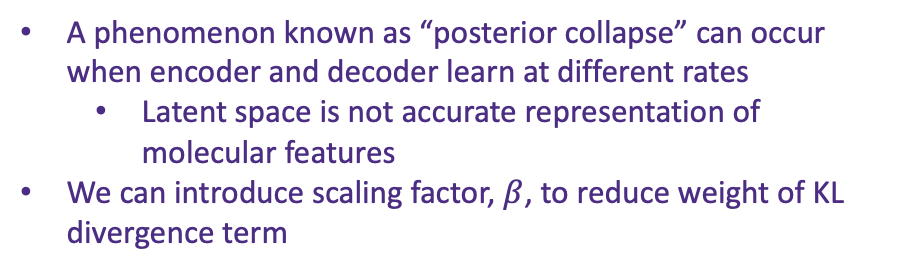 • A phenomenon known as “posterior collapse” can occur
when encoder and decoder learn at different rates
• Latent space is not accurate representation of
molecular features
• We can introduce scaling factor, 𝛽, to reduce weight of KL
divergence term